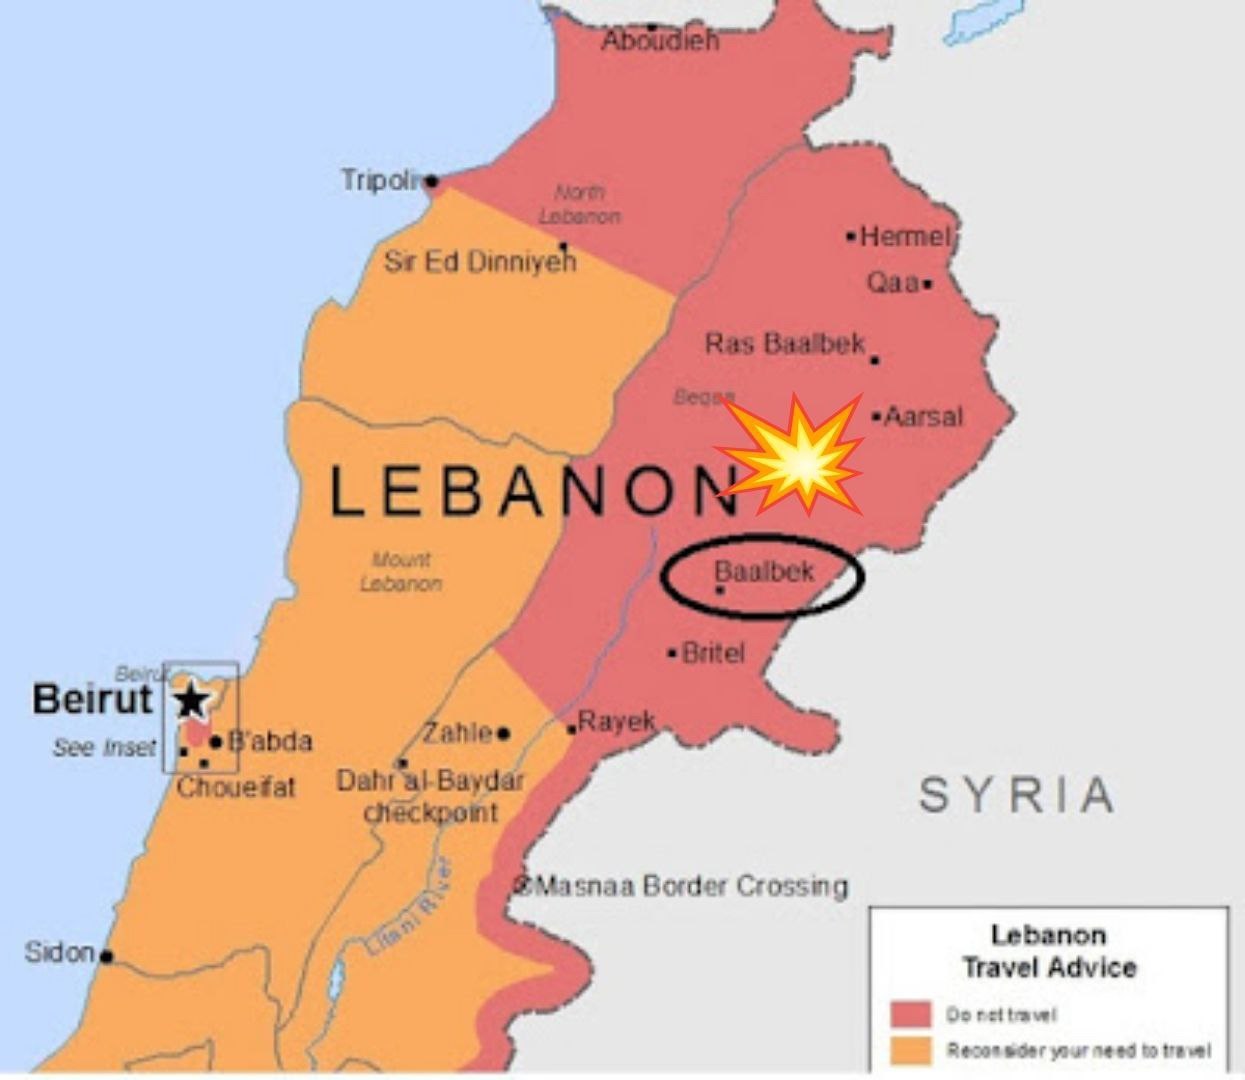 Aboudieh
Tripoli
North
Lebanon
Hermel
Sir Ed Dinniyeh
Qaa
Ras Baalbek
Beqaa
Aarsal
LEBANON
Mount
Lebanon
Baalbek
Britel
Beirut
Beirut
Rayek
Zahle
B'abda
See Inset
Dahr al-Baydar
checkpoint
Choueifat
SYRIA
Masnaa Border Crossing
Litani River
Sidon
Lebanon
Travel Advice
Do not travel
Reconsider your need to travel